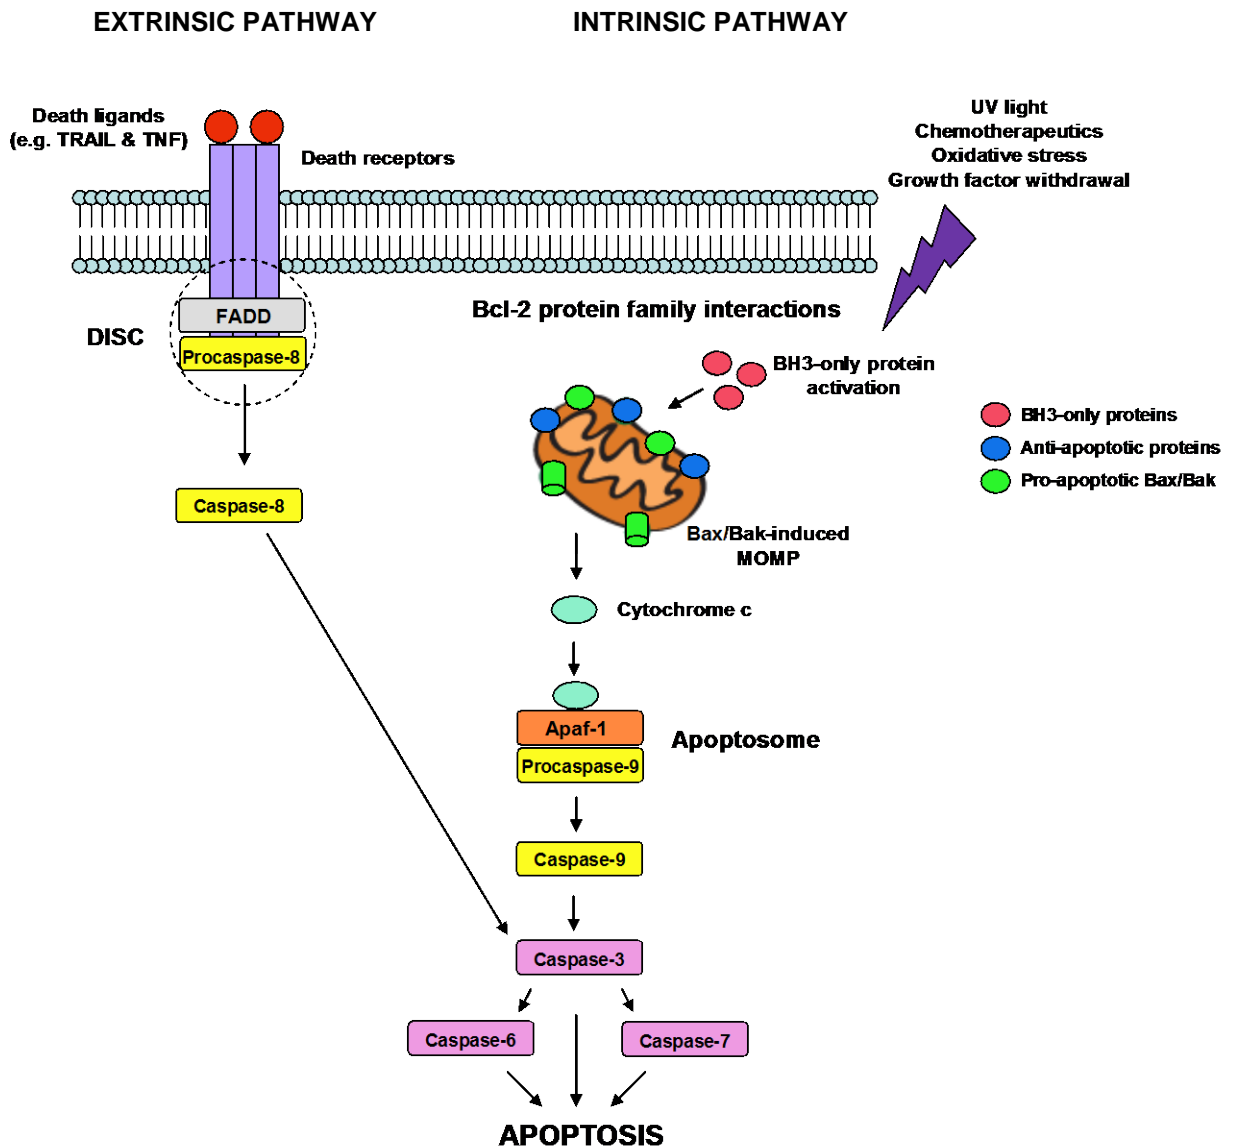 EXTRINSIC PATHWAY
INTRINSIC PATHWAY
Death ligands
(e.g. TRAIL & TNF)
Death receptors
UV light
Chemotherapeutics
Oxidative stress
Growth factor withdrawal
FADD
DISC
Procaspase-8
Bcl-2 protein family interactions
BH3-only protein
activation
BH3-only proteins
Anti-apoptotic proteins
Pro-apoptotic Bax/Bak
Caspase-8
Bax/Bak-induced
MOMP
Cytochrome c
Apaf-1
Apoptosome
Procaspase-9
Caspase-9
Caspase-3
Caspase-6
Caspase-7
APOPTOSIS